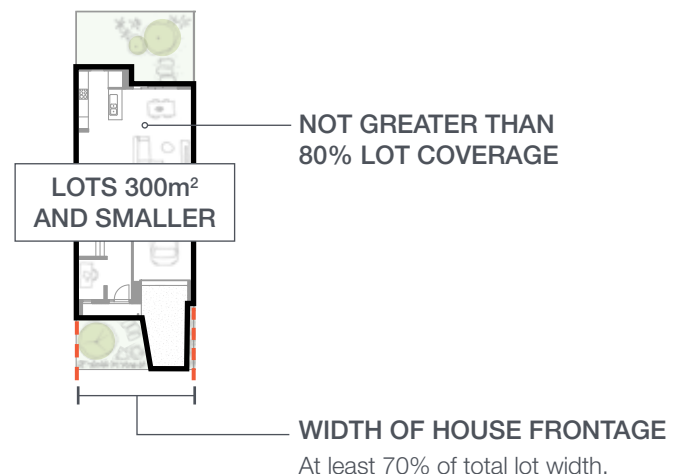 NOT GREATER THAN
80% LOT COVERAGE
LOTS 300m²
AND SMALLER
WIDTH OF HOUSE FRONTAGE
At least 70% of total lot width.